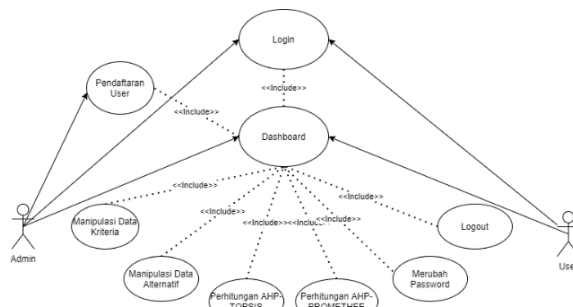 Login
<<Include>>
Pendaftaran
User
<<Include>>
Dashboard
<<Include>>
<<Include>>
<<Include>>
<<Include>>
<<Include>>
<<Include>>
Manipulasi Data
Kriteria
Logout
Admin
Manipulasi Data
Alternatif
Perhitungan AHP-
TOPSIS
Perhitungan AHP-
PROMETHEE
Merubah
Password